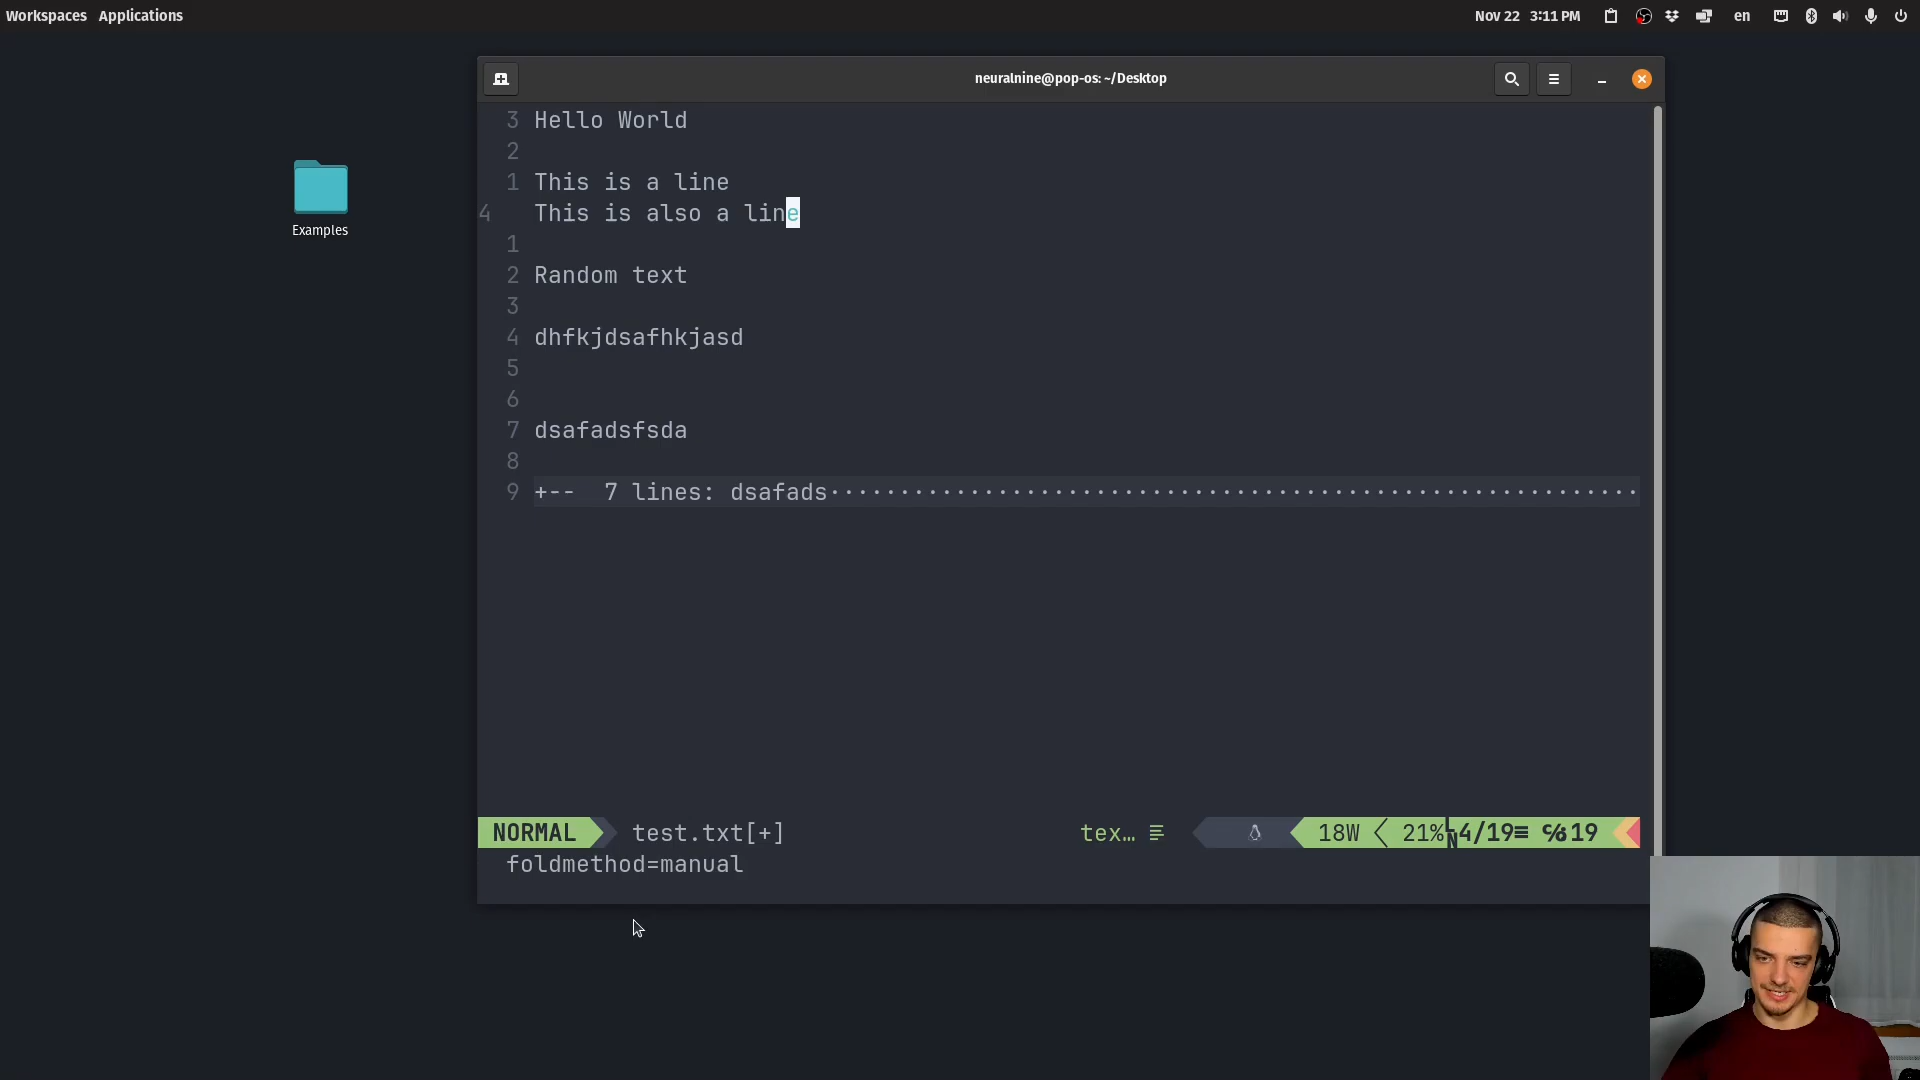 Workspaces Applications
Nov 22 3:11 PM
en
neuralnine@pop-os: ~/Desktop
Examples
3 Hello World
2
1 This is a line
4 This is also a line
1
2 Random text
3
4 dhfkjdsafhkjasd
5
6
7 dsafadsfsda
8
9 +-- 7 lines: dsafads·························································
NORMAL test.txt[+] tex… 18W 21% 4/19≡ ℅19
foldmethod=manual